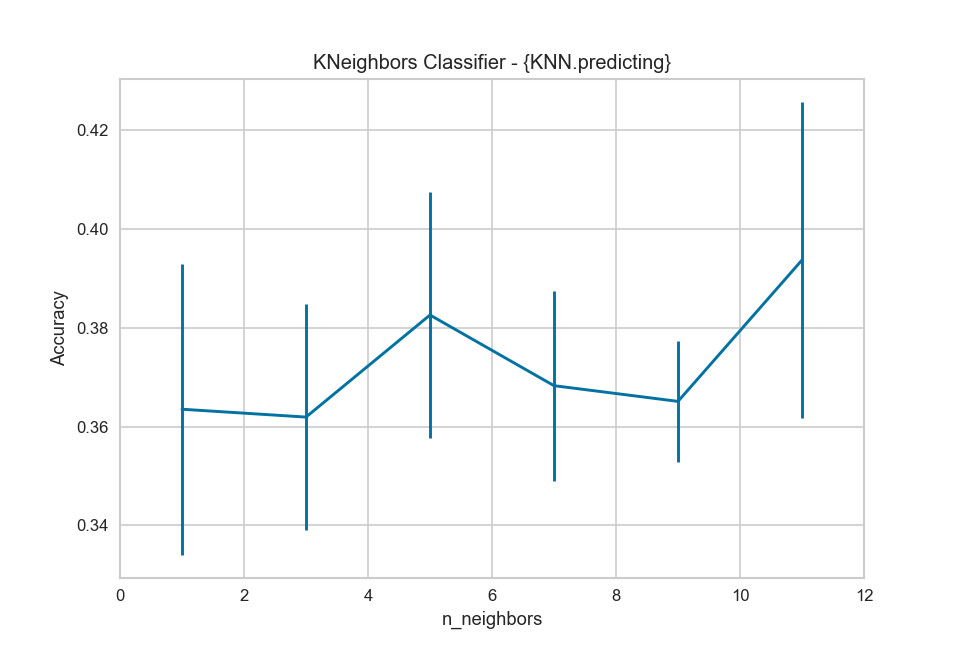 KNeighbors Classifier - {KNN.predicting}
0.42
0.40
0.38
0.36
0.34
Accuracy
0 2 4 6 8 10 12
n_neighbors